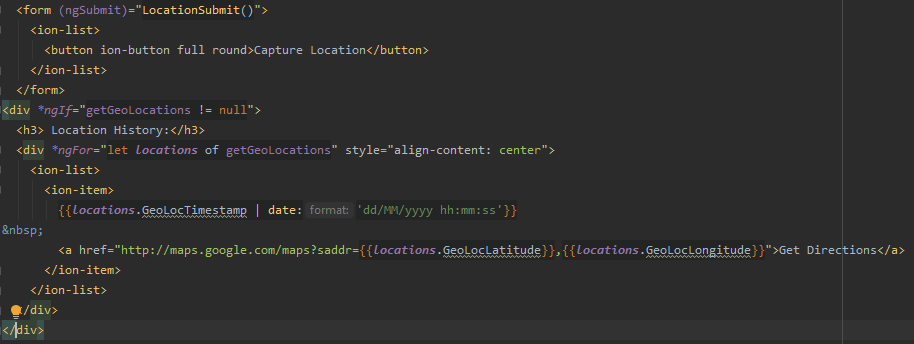 <form (ngSubmit)="LocationSubmit()">
<ion-list>
<button ion-button full round>Capture Location</button>
</ion-list>
</form>
<div *ngIf="getGeoLocations != null">
<h3> Location History:</h3>
<div *ngFor="let locations of getGeoLocations" style="align-content: center">
<ion-list>
<ion-item>
{{locations.GeoLocTimestamp | date: format: 'dd/MM/yyyy hh:mm:ss'}}
&nbsp;
<a href="http://maps.google.com/maps?saddr={{locations.GeoLocLatitude}},{{locations.GeoLocLongitude}}">Get Directions</a>
</ion-item>
</ion-list>
/div>
</div>